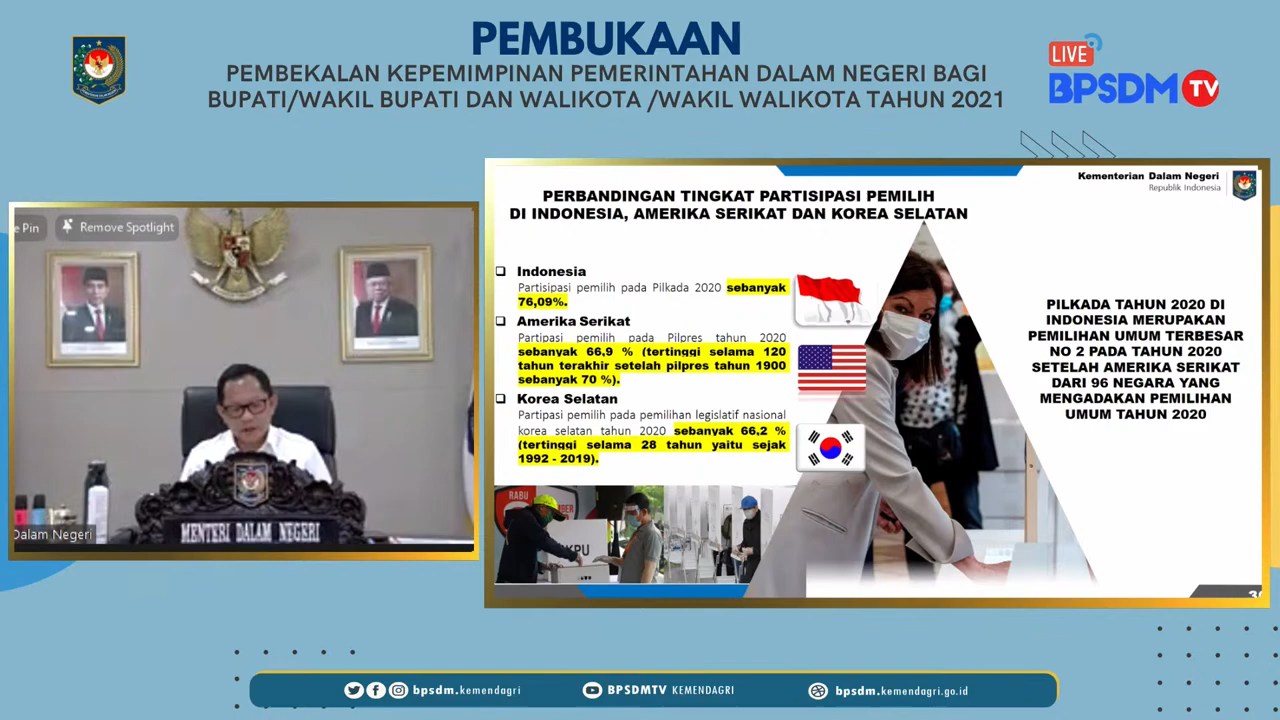 PEMBUKAAN
PEMBEKALAN KEPEMIMPINAN PEMERINTAHAN DALAM NEGERI BAGI
BUPATI/WAKIL BUPATI DAN WALIKOTA /WAKIL WALIKOTA TAHUN 2021
LIVE
BPSDM TV
e Pin
Remove Spotlight
MENTERI DALAM NEGERI
Dalam Negeri
Kementerian Dalam Negeri
Republik Indonesia
PERBANDINGAN TINGKAT PARTISIPASI PEMILIH
DI INDONESIA, AMERIKA SERIKAT DAN KOREA SELATAN
Indonesia
Partisipasi pemilih pada Pilkada 2020 sebanyak
76,09%.
Amerika Serikat
Partipasi pemilih pada Pilpres tahun 2020
sebanyak 66,9 % (tertinggi selama 120
tahun terakhir setelah pilpres tahun 1900
sebanyak 70 %).
Korea Selatan
Partipasi pemilih pada pemilihan legislatif nasional
korea selatan tahun 2020 sebanyak 66,2 %
(tertinggi selama 28 tahun yaitu sejak
1992 - 2019).
PILKADA TAHUN 2020 DI
INDONESIA MERUPAKAN
PEMILIHAN UMUM TERBESAR
NO 2 PADA TAHUN 2020
SETELAH AMERIKA SERIKAT
DARI 96 NEGARA YANG
MENGADAKAN PEMILIHAN
UMUM TAHUN 2020
RABU
KPU
bpsdm.kemendagri
BPSDMTV KEMENDAGRI
bpsdm.kemendagri.go.id